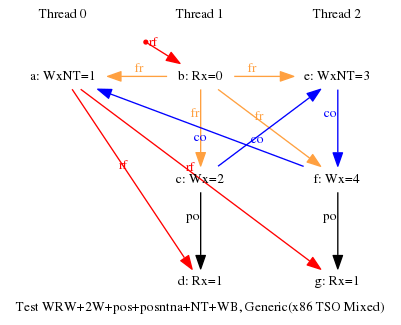 Thread 0 Thread 1 Thread 2
rf
a: WxNT=1 fr b: Rx=0 fr e: WxNT=3
fr fr co
co co
rf rf c: Wx=2 f: Wx=4
po po
d: Rx=1 g: Rx=1
Test WRW+2W+pos+posntna+NT+WB, Generic(x86 TSO Mixed)